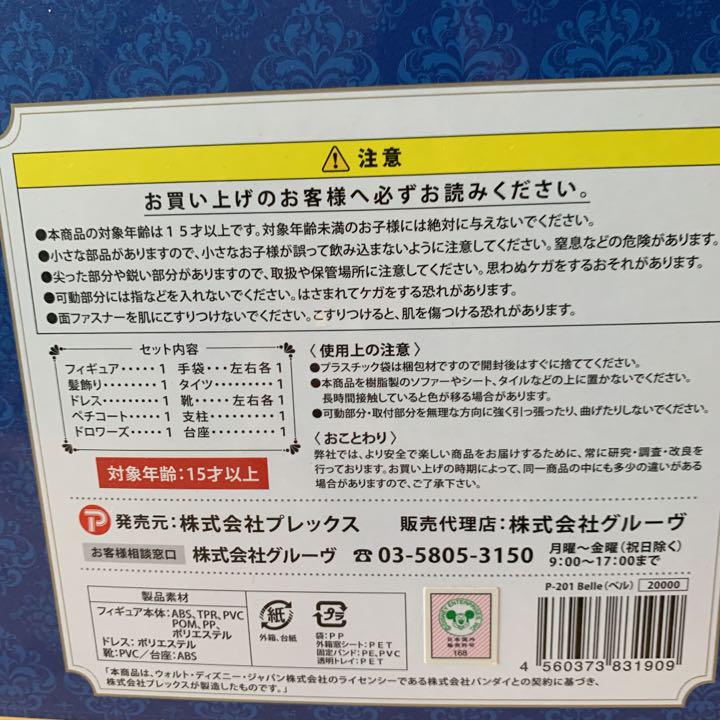 注意
お買い上げのお客様へ必ずお読みください。
●本商品の対象年齢は15才以上です。対象年齢未満のお子様には絶対に与えないでください。
●小さな部品がありますので、小さなお子様が誤って飲み込まないように注意してください。窒息などの危険があります。
●尖った部分や鋭い部分がありますので、取扱や保管場所に注意してください。思わぬケガをするおそれがあります。
●可動部分には指などを入れないでください。はさまれてケガをする恐れがあります。
●面ファスナーを肌にこすりつけないでください。こすりつけると、肌を傷つける恐れがあります。
セット内容
フィギュア・・・・・1 手袋・・・左右各1
髪飾り・・・・・・1 タイツ・・・・・1
ドレス・・・・・・1 靴・・・・左右各1
ペチコート・・・・1 支柱・・・・・・1
ドロワーズ・・・・1 台座・・・・・・1
対象年齢:15才以上
〈使用上の注意〉
●プラスチック袋は梱包材ですので開封後はすぐに捨ててください。
●本商品を樹脂製のソファーやシート、タイルなどの上に置かないでください。
長時間接触していると色が移る場合があります。
●可動部分・取付部分を無理な方向に強く引っ張ったり、曲げたりしないでください。
〈おことわり〉
弊社では、より安全で楽しい商品をお届けするために、常に研究・調査・改良を
行っております。お買い上げの時期によって、同一商品の中にも多少の違いがある
場合がありますので、ご了承ください。
発売元:株式会社プレックス 販売代理店:株式会社グルーヴ
お客様相談窓口 株式会社グルーヴ ☎03-5805-3150 月曜〜金曜(祝日除く)
9:00〜17:00まで
製品素材
フィギュア本体:ABS,TPR,PVC
POM,PP,
ポリエステル
ドレス:ポリエステル
靴:PVC/台座:ABS
紙
外箱、台紙
プラ
袋:PP
外箱窓シート:PET
固定バンド:PE,PVC
透明トレイ:PET
168
P-201 Belle(ベル) 20000
4 560373 831909
「本商品は、ウォルト・ディズニー・ジャパン株式会社のライセンシーである株式会社バンダイとの契約に基づき、
株式会社プレックスが製造したものです。」